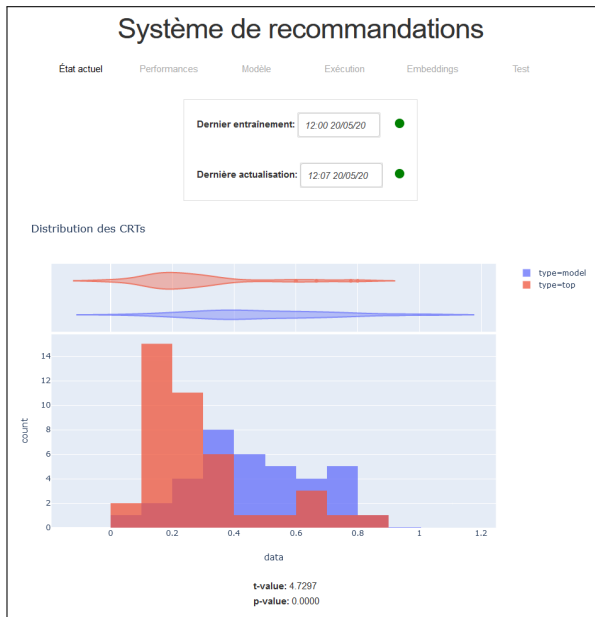 Système de recommandations
État actuel Performances Modèle Exécution Embeddings Test
Dernier entraînement: 12:00 20/05/20
Dernière actualisation: 12:07 20/05/20
Distribution des CRTs
type=model
type=top
14
12
10
8
6
4
2
0
count
0 0.2 0.4 0.6 0.8 1 1.2
data
t-value: 4.7297
p-value: 0.0000